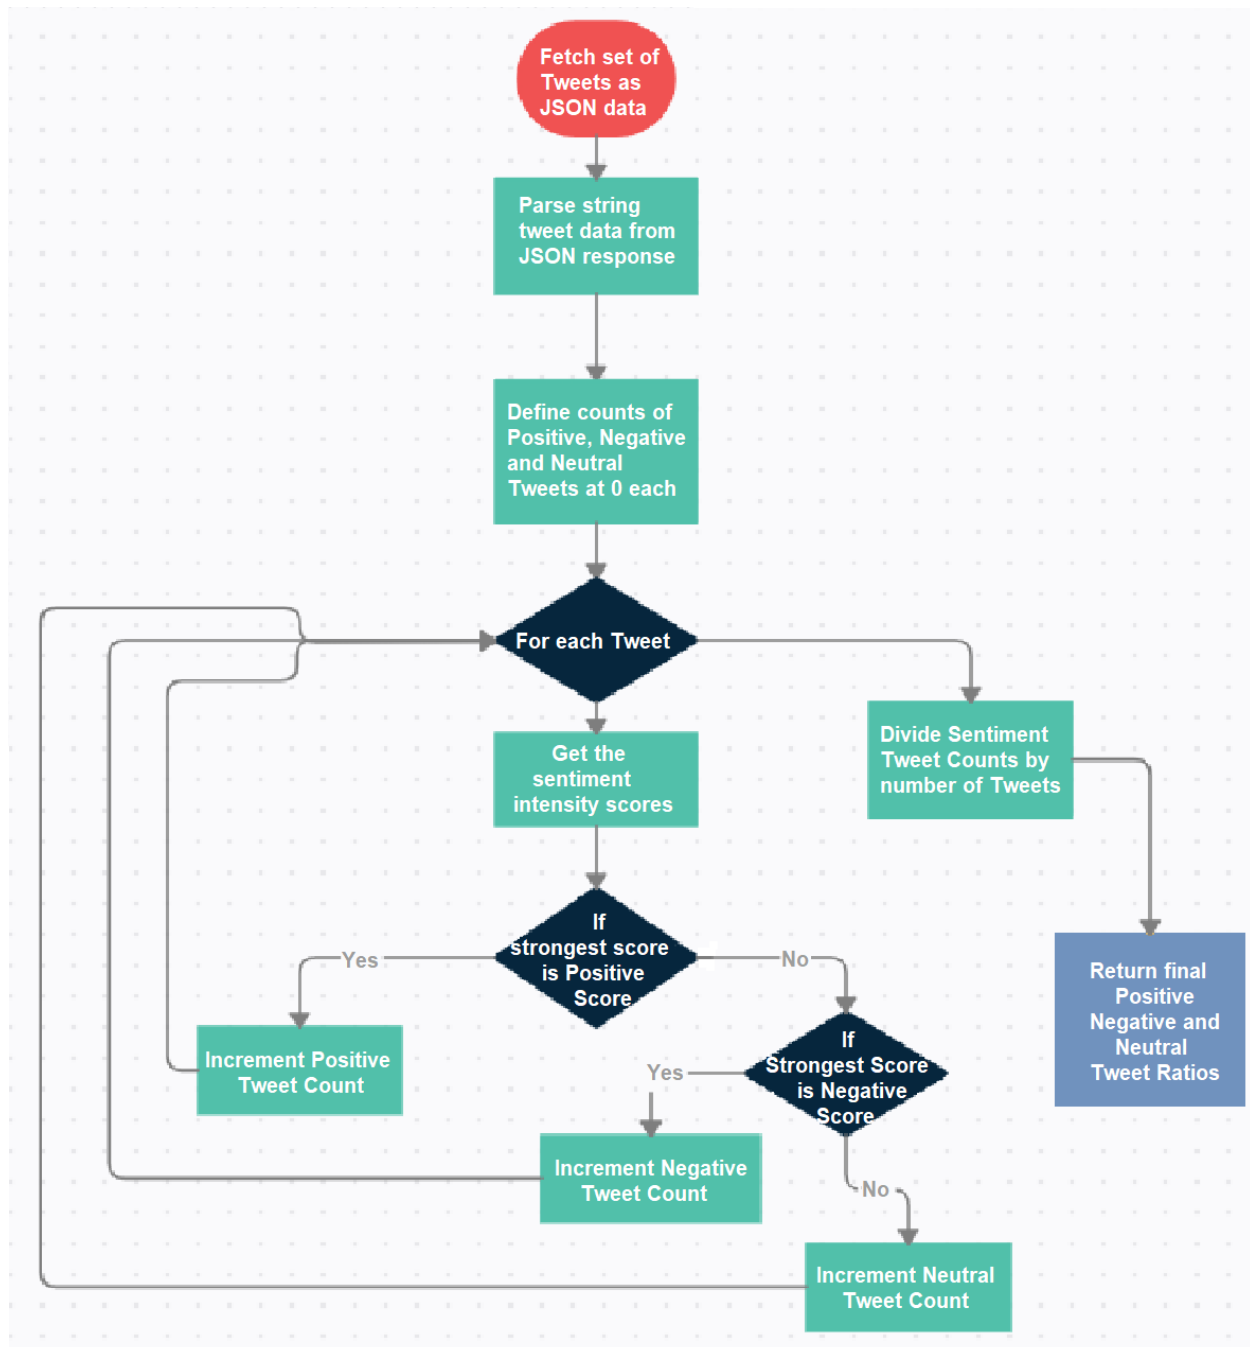 Fetch set of
Tweets as
JSON data
Parse string
tweet data from
JSON response
Define counts of
Positive, Negative
and Neutral
Tweets at 0 each
For each Tweet
Get the
sentiment
intensity scores
Divide Sentiment
Tweet Counts by
number of Tweets
If
strongest score
is Positive
Score
Yes
No
Return final
Positive
Negative and
Neutral
Tweet Ratios
Increment Positive
Tweet Count
If
Strongest Score
is Negative
Score
Yes
Increment Negative
Tweet Count
No
Increment Neutral
Tweet Count